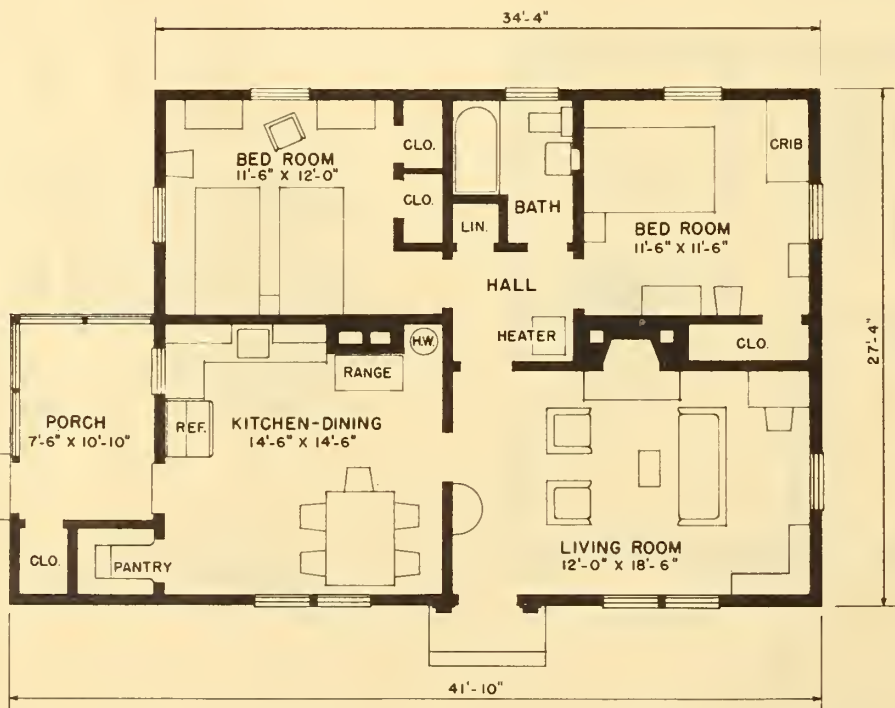 34'-4"
CLO.
BED ROOM
11'-6" X 12'-0"
CLO.
LIN.
BATH
CRIB
BED ROOM
11'-6" X 11'-6"
HALL
HEATER
CLO.
27'-4"
H.W.
RANGE
REF.
KITCHEN-DINING
14'-6" X 14'-6"
PORCH
7'-6" X 10'-10"
CLO.
PANTRY
LIVING ROOM
12'-0" X 18'-6"
41'-10"